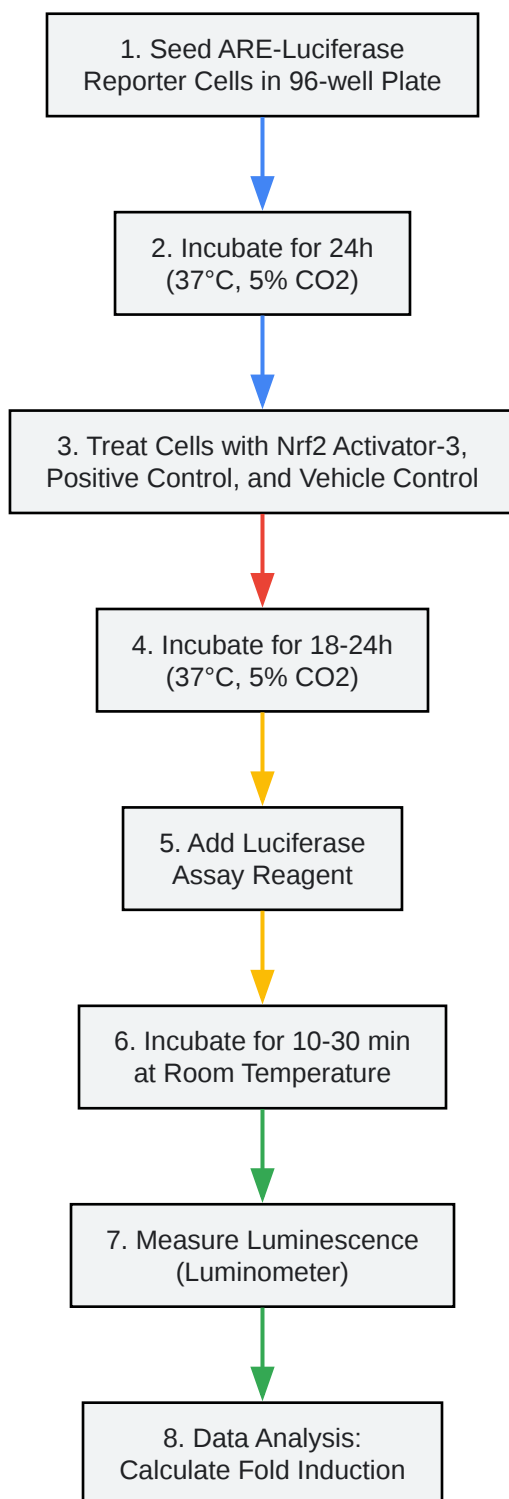 1. Seed ARE-Luciferase
Reporter Cells in 96-well Plate
2. Incubate for 24h
(37°C, 5% CO2)
3. Treat Cells with Nrf2 Activator-3,
Positive Control, and Vehicle Control
4. Incubate for 18-24h
(37°C, 5% CO2)
5. Add Luciferase
Assay Reagent
6. Incubate for 10-30 min
at Room Temperature
7. Measure Luminescence
(Luminometer)
8. Data Analysis:
Calculate Fold Induction